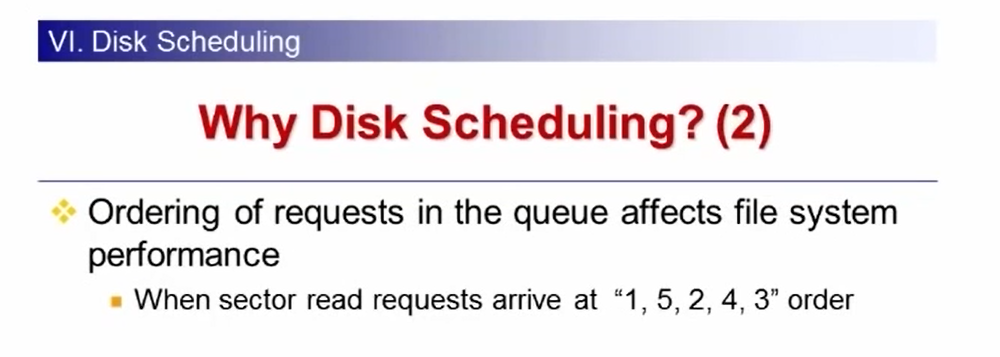 VI. Disk Scheduling
Why Disk Scheduling? (2)
Ordering of requests in the queue affects file system
performance
When sector read requests arrive at “1, 5, 2, 4, 3” order